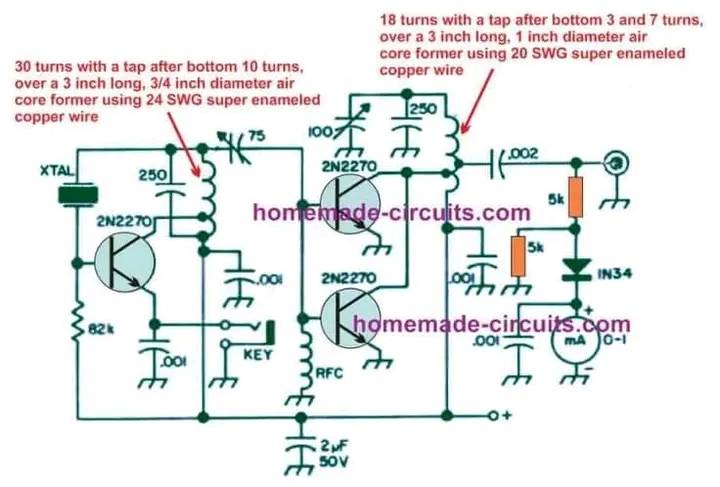 18 turns with a tap after bottom 3 and 7 turns,
over a 3 inch long, 1 inch diameter air
core former using 20 SWG super enameled
copper wire
30 turns with a tap after bottom 10 turns,
over a 3 inch long, 3/4 inch diameter air
core former using 24 SWG super enameled
copper wire
75
100
250
.002
XTAL
250
2N2270
5k
2N2270
homemade-circuits.com
5k
.001
2N2270
.001
1N34
82k
homemade-circuits.com
+
.001
KEY
RFC
.001
mA
0-1
-
+
2µF
50V